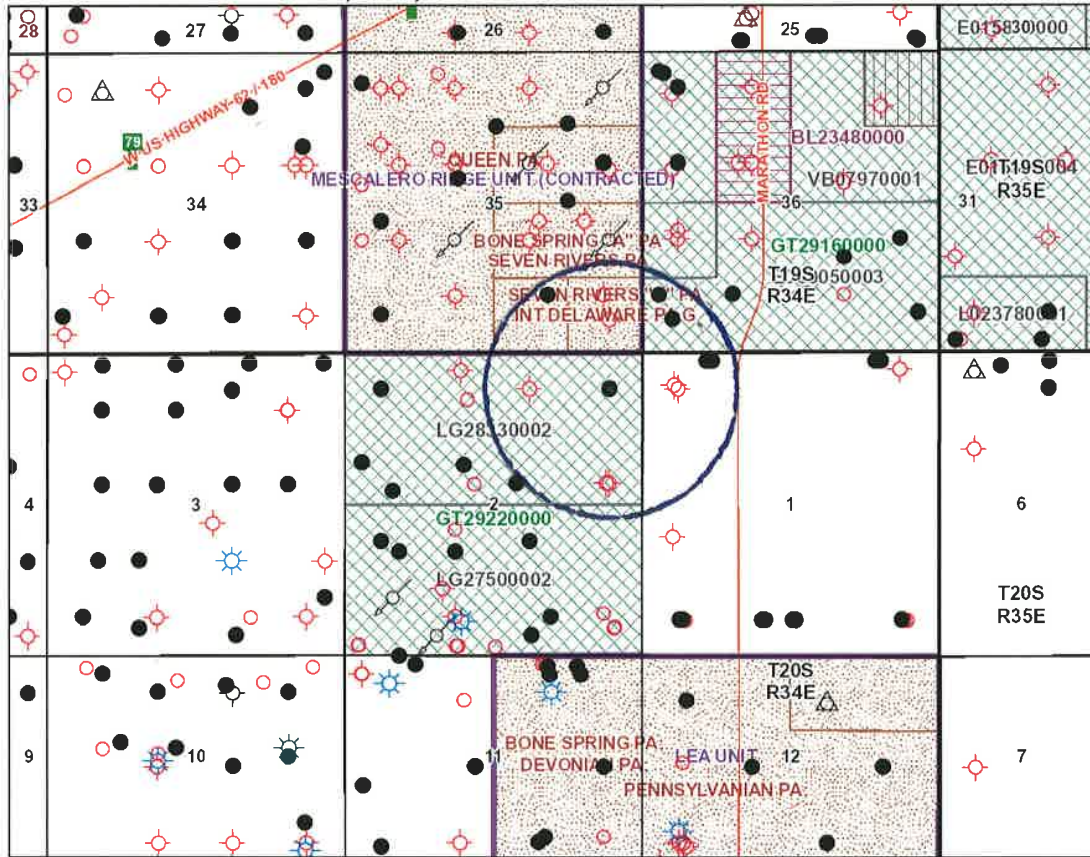 28
27
26
25
E015830000
W-US-HIGHWAY-62-/-180
79
MARATHON RD
BL23480000
QUEEN PA
MESCALERO RIDGE UNIT (CONTRACTED)
VB07970001
E01
T19S
R35E
33
34
35
36
31
BONE SPRING "A" PA
SEVEN RIVERS PA
GT29160000
T19S
R34E
050003
SEVEN RIVERS
PA
INT DELAWARE PA G
L023780001
LG28330002
4
3
2
1
6
GT29220000
LG27500002
T20S
R35E
T20S
R34E
9
10
11
BONE SPRING PA
DEVONIAN PA
LEA UNIT
12
7
PENNSYLVANIAN PA